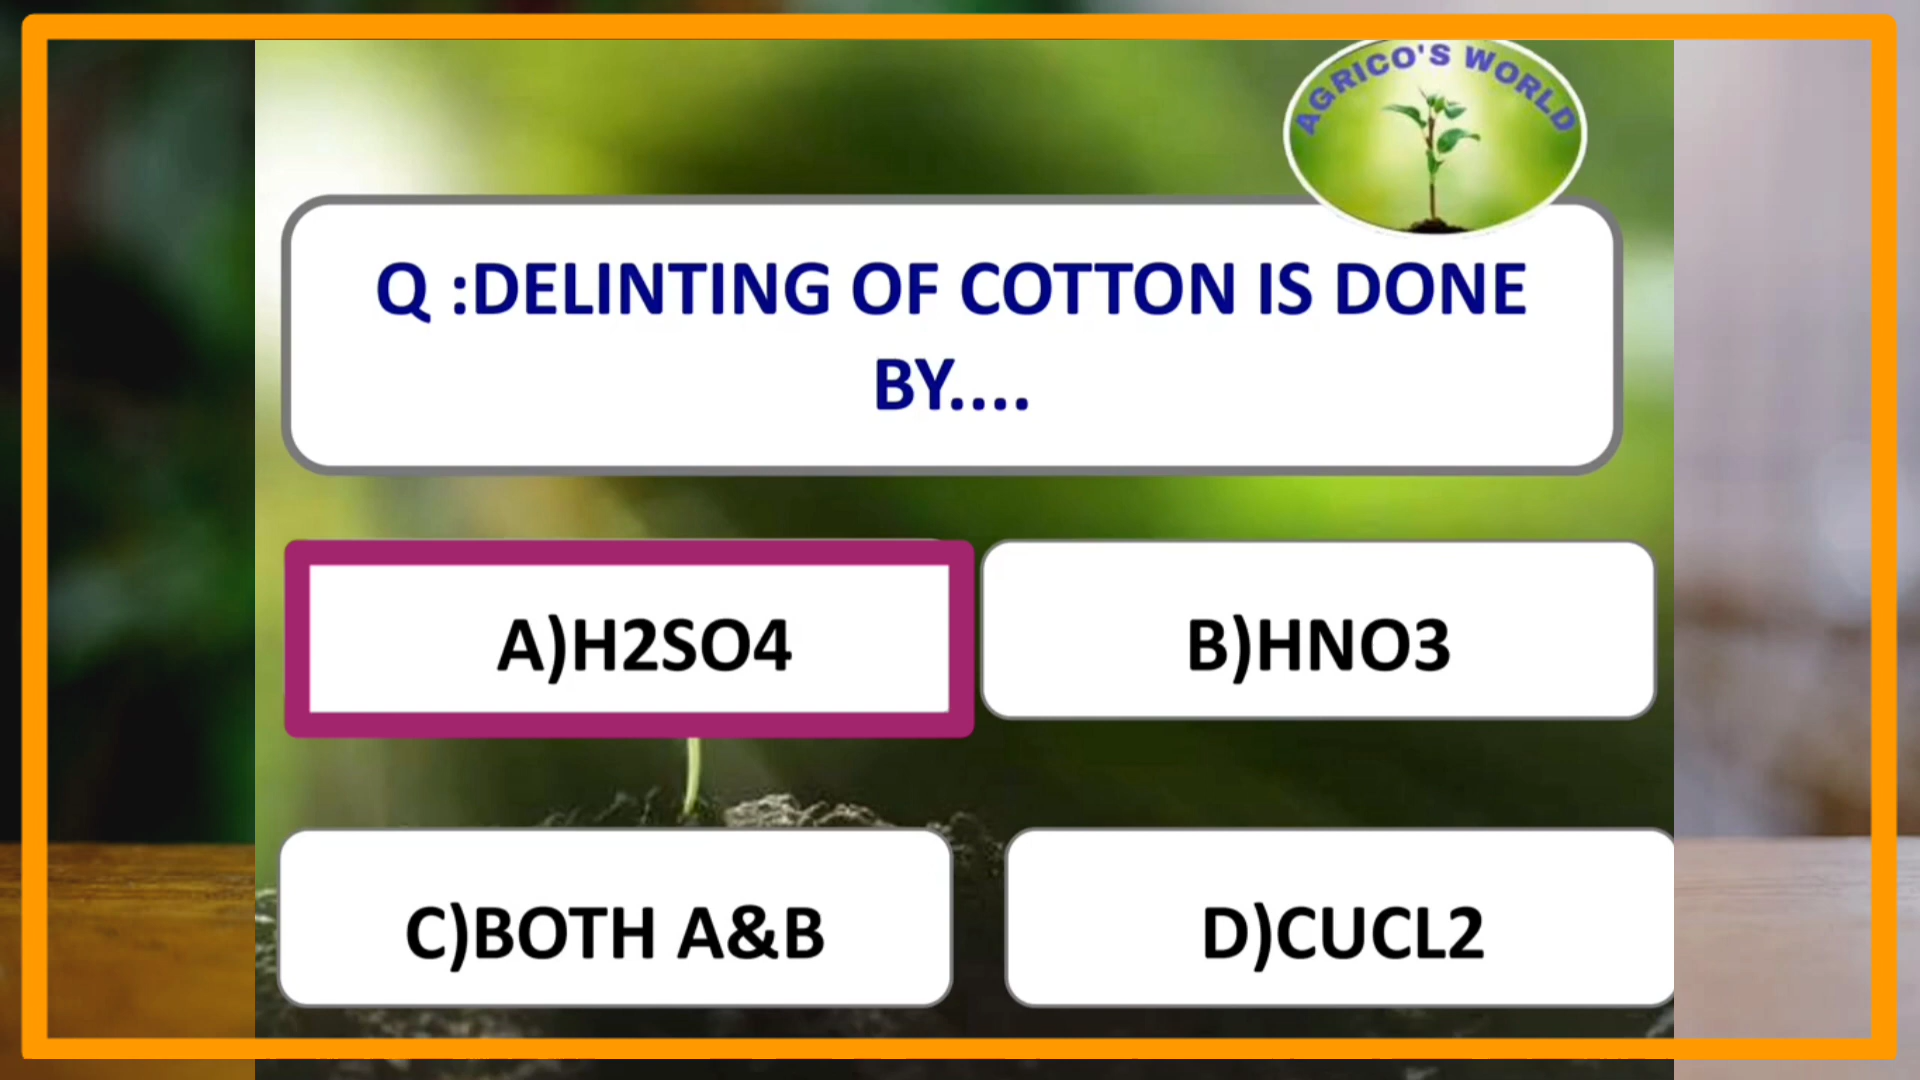 AGRICO'S WORLD
Q :DELINTING OF COTTON IS DONE
BY....
A)H2SO4
B)HNO3
C)BOTH A&B
D)CUCL2